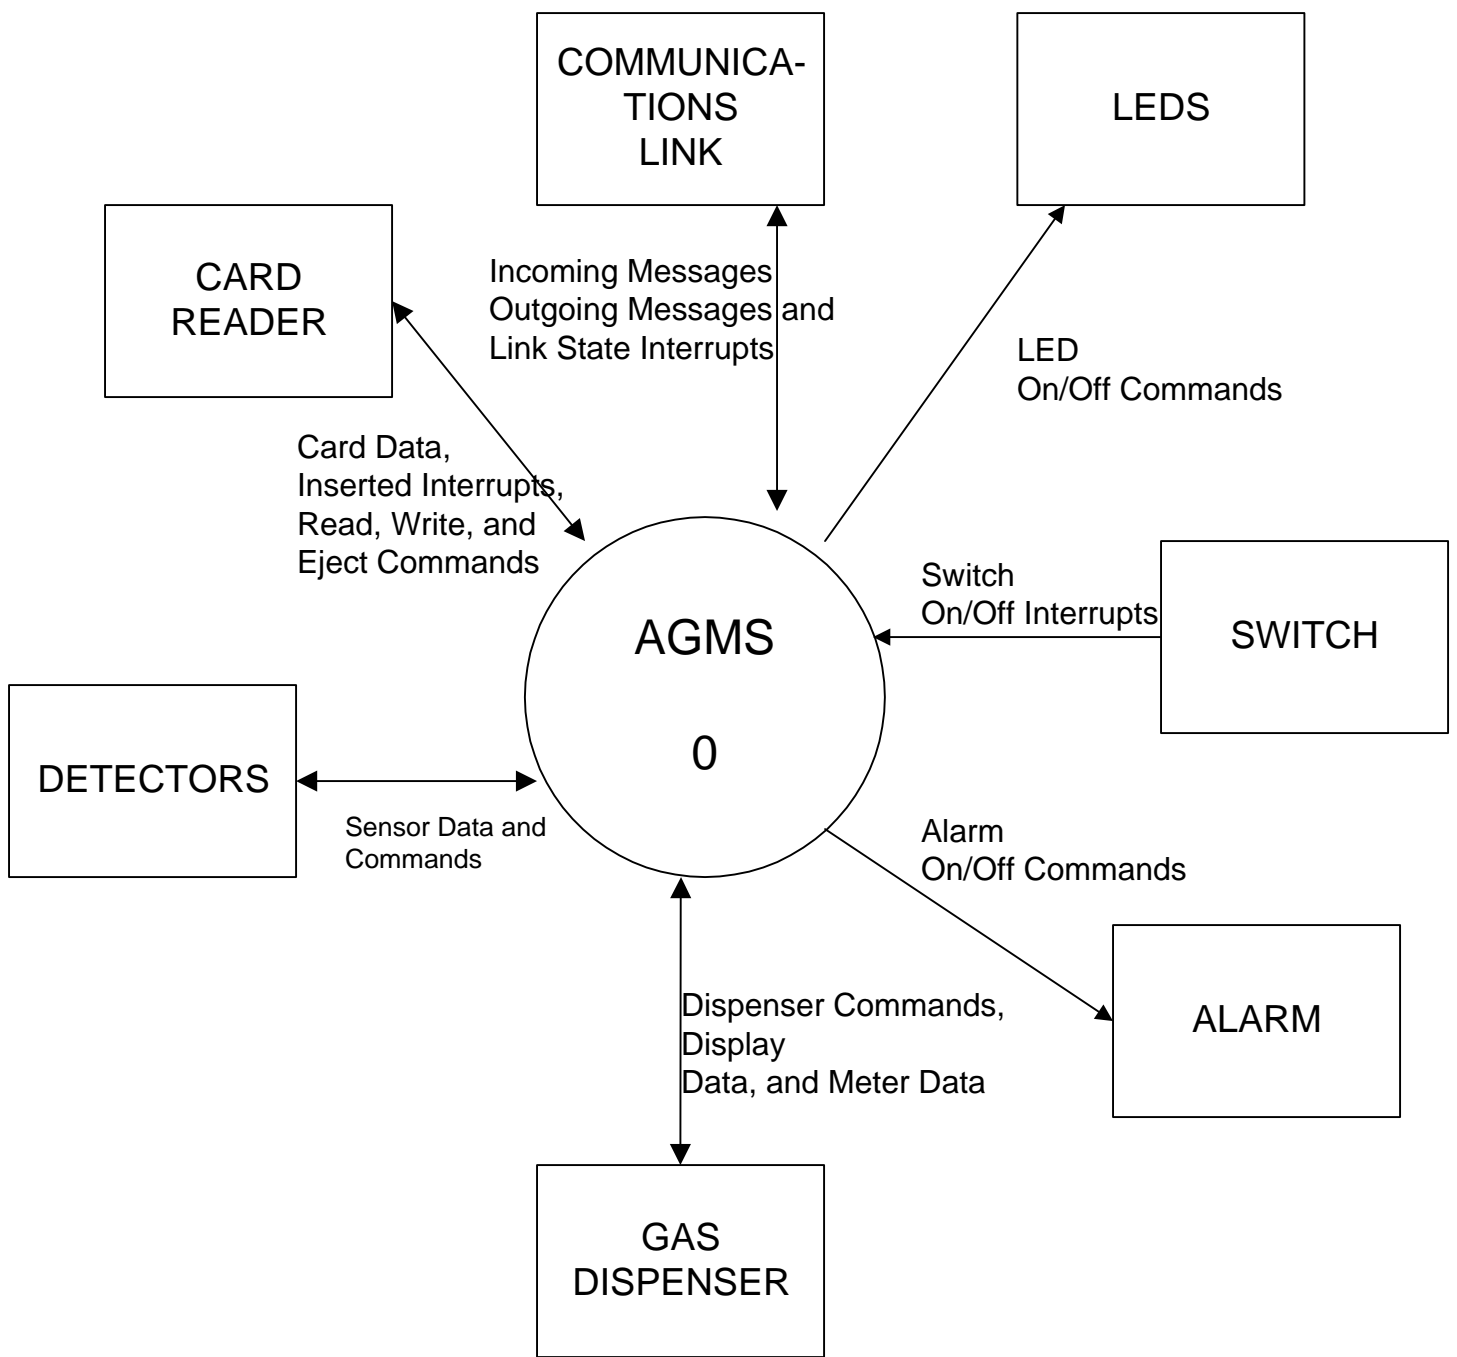 COMMUNICA-
TIONS
LINK
LEDS
CARD
READER
Incoming Messages
Outgoing Messages and
Link State Interrupts
LED
On/Off Commands
Card Data,
Inserted Interrupts,
Read, Write, and
Eject Commands
Switch
On/Off Interrupts
SWITCH
AGMS
0
DETECTORS
Sensor Data and
Commands
Alarm
On/Off Commands
ALARM
Dispenser Commands,
Display
Data, and Meter Data
GAS
DISPENSER